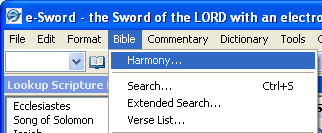 e-Sword - the Sword of the LORD with an electro
File Edit Format Bible Commentary Dictionary Tools
Harmony...
Lookup Scripture
Search... Ctrl+S
Ecclesiastes
Extended Search...
Song of Solomon
Verse List...
Isaiah